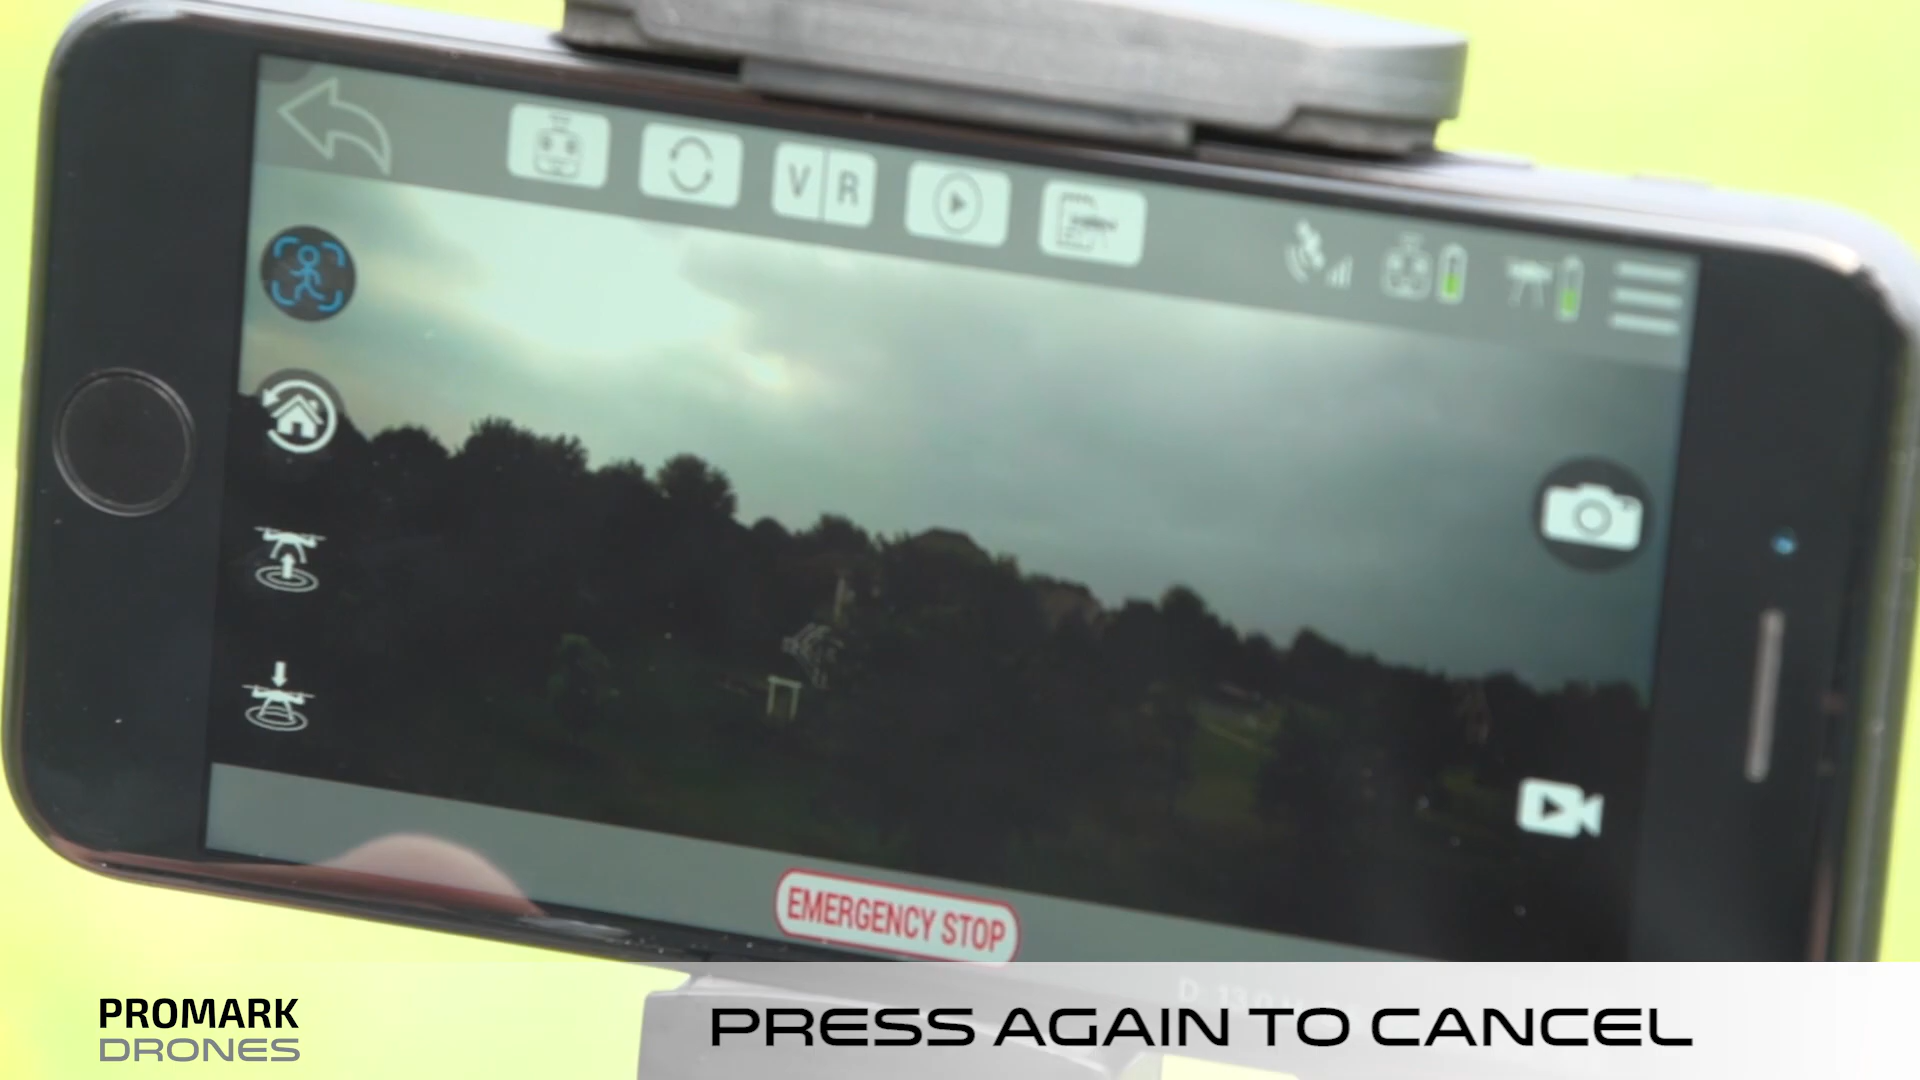 V R
EMERGENCY STOP
PROMARK
DRONES
PRESS AGAIN TO CANCEL